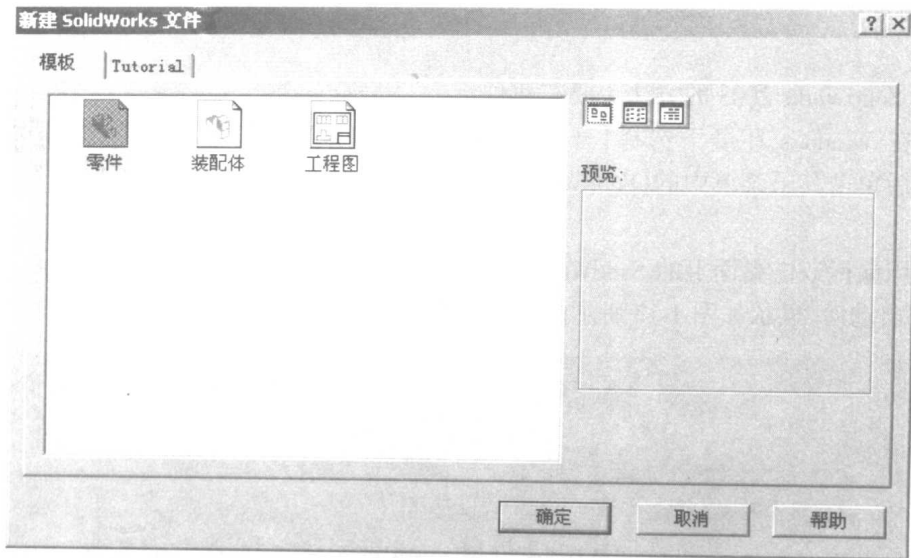 新建 SolidWorks 文件
模板 Tutorial
零件 装配体 工程图
预览:
确定 取消 帮助